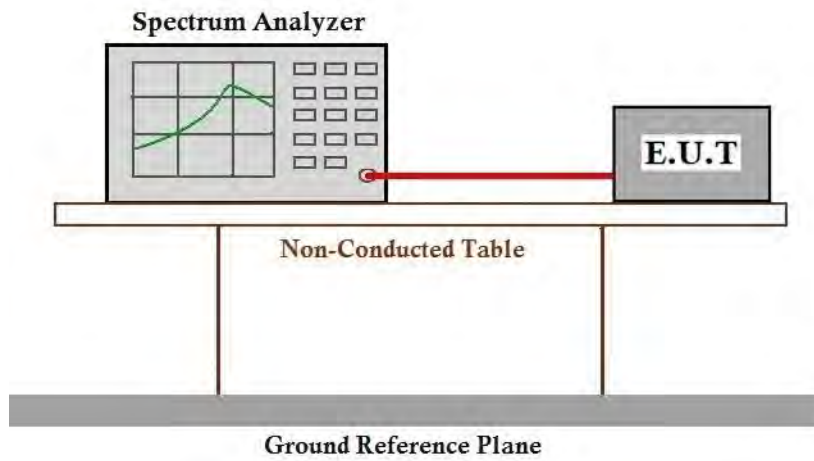 Spectrum Analyzer
E.U.T
Non-Conducted Table
Ground Reference Plane